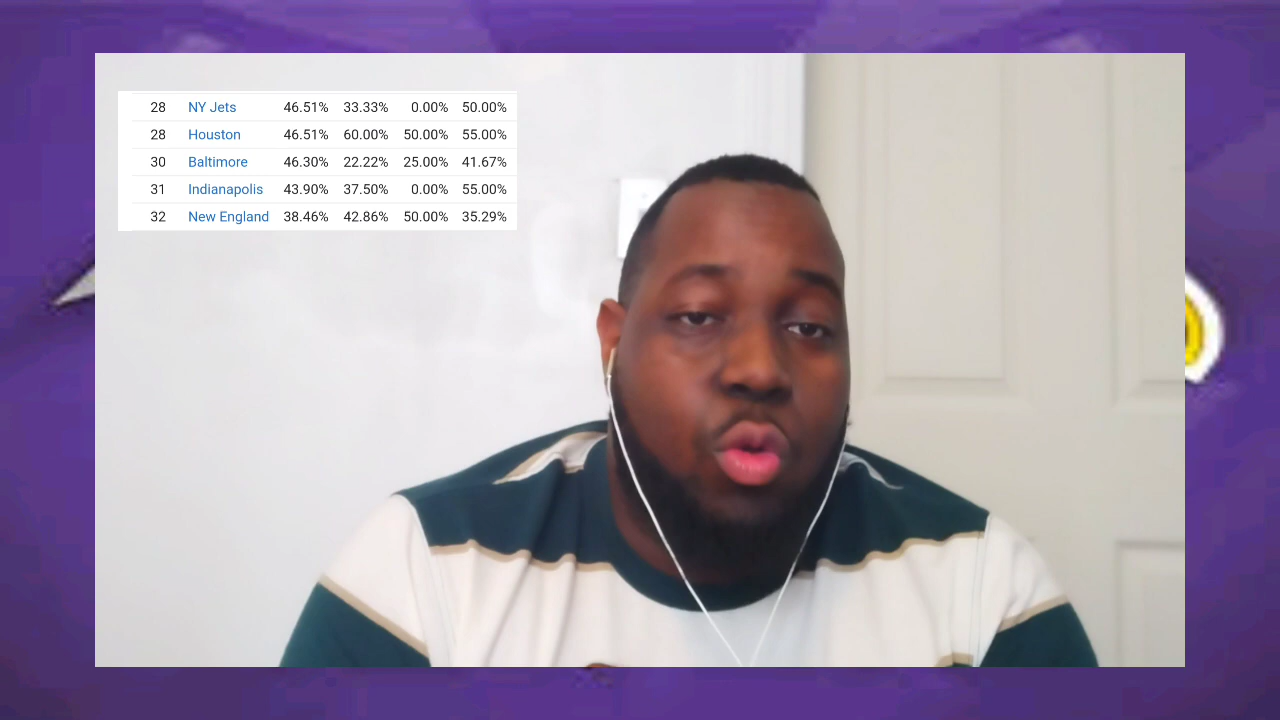 28 NY Jets 46.51% 33.33% 0.00% 50.00%
28 Houston 46.51% 60.00% 50.00% 55.00%
30 Baltimore 46.30% 22.22% 25.00% 41.67%
31 Indianapolis 43.90% 37.50% 0.00% 55.00%
32 New England 38.46% 42.86% 50.00% 35.29%